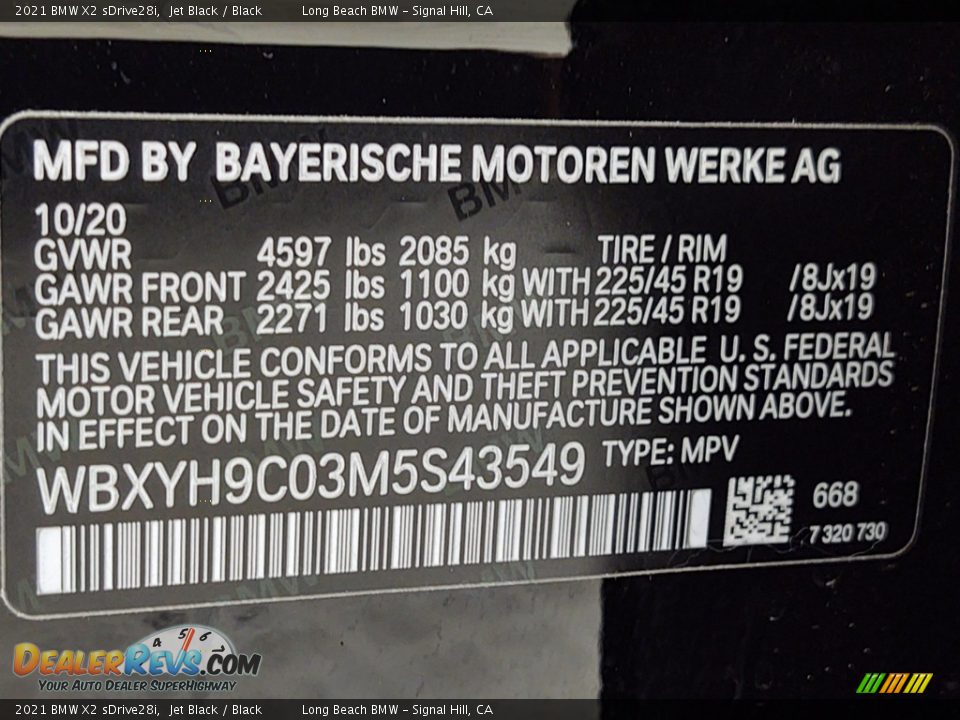 2021 BMW X2 sDrive28i, Jet Black / Black Long Beach BMW – Signal Hill, CA
MFD BY BAYERISCHE MOTOREN WERKE AG
10/20
GVWR 4597 lbs 2085 kg TIRE / RIM
GAWR FRONT 2425 lbs 1100 kg WITH 225/45 R19 /8Jx19
GAWR REAR 2271 lbs 1030 kg WITH 225/45 R19 /8Jx19
THIS VEHICLE CONFORMS TO ALL APPLICABLE U. S. FEDERAL
MOTOR VEHICLE SAFETY AND THEFT PREVENTION STANDARDS
IN EFFECT ON THE DATE OF MANUFACTURE SHOWN ABOVE.
WBXYH9C03M5S43549 TYPE: MPV
668
7 320 730
4 5 6
DEALERREVS.COM
YOUR AUTO DEALER SUPERHIGHWAY
2021 BMW X2 sDrive28i, Jet Black / Black Long Beach BMW – Signal Hill, CA